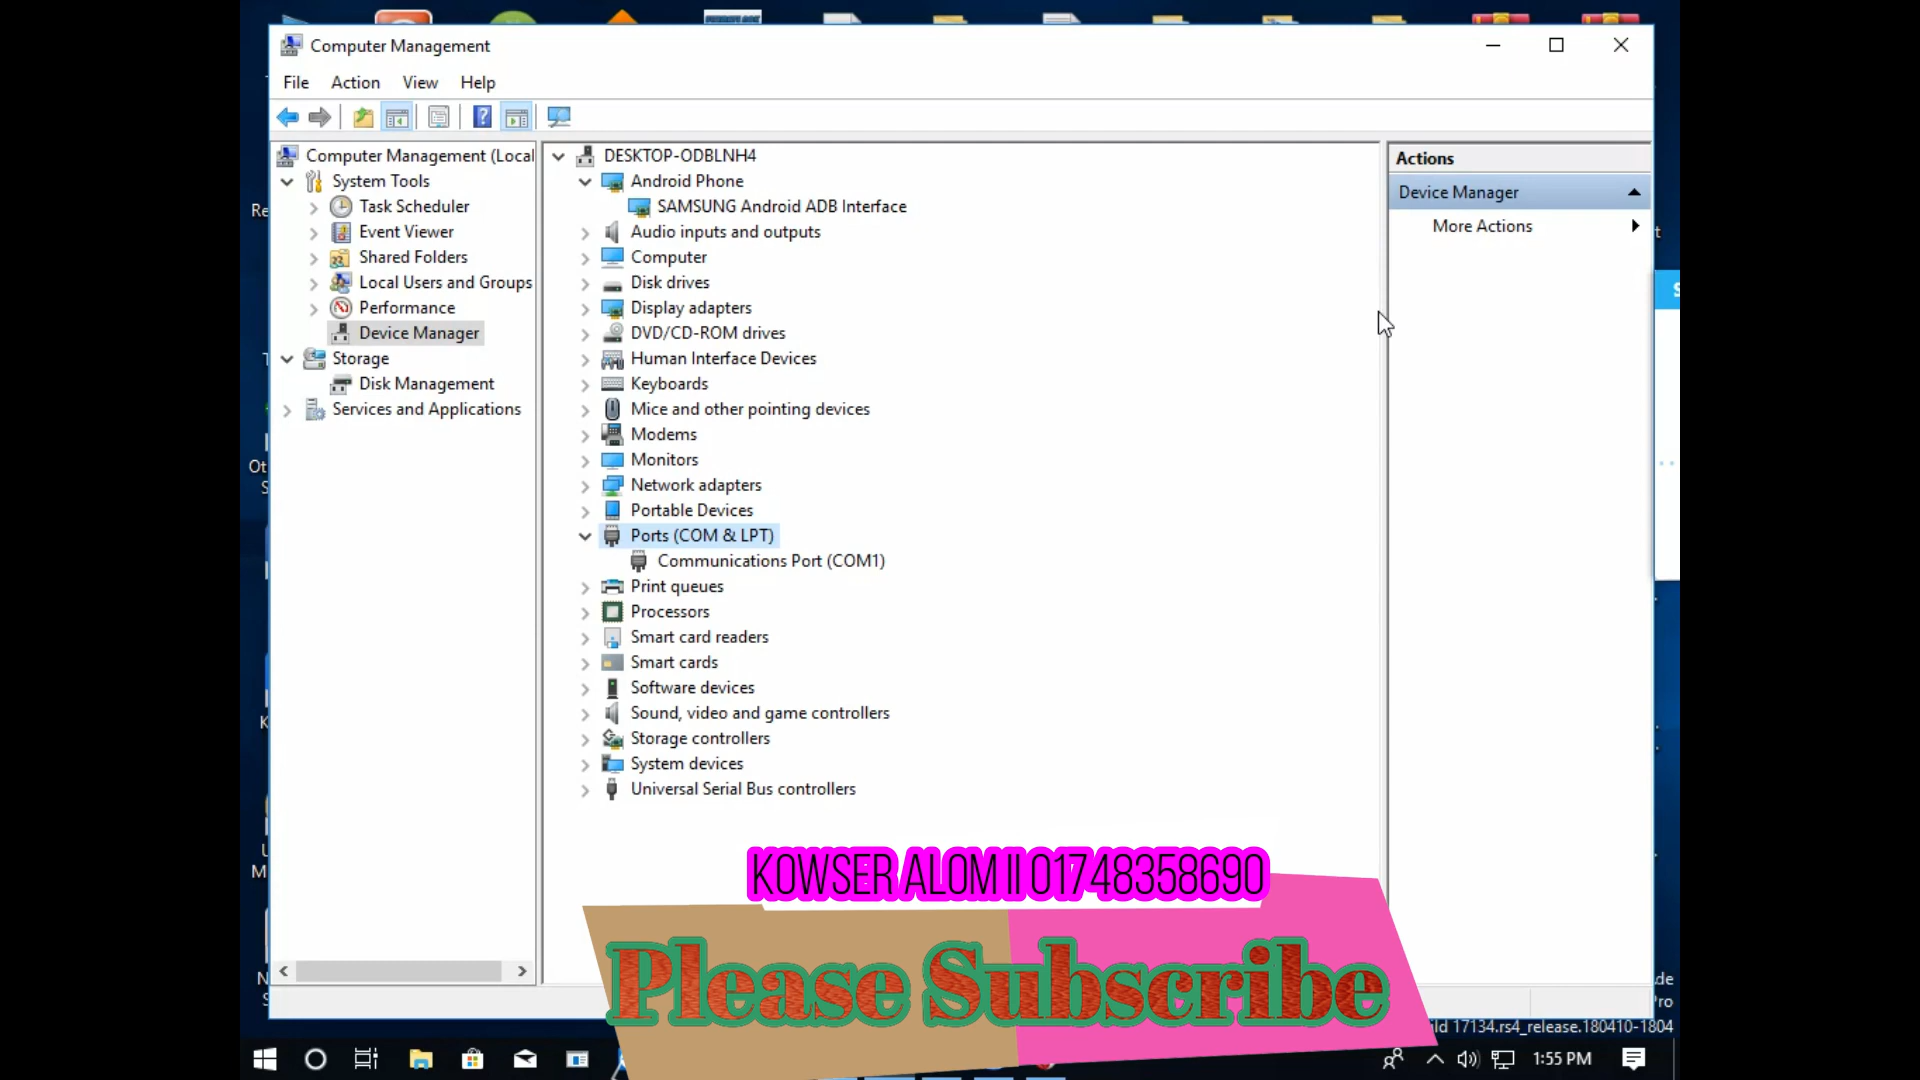 Computer Management
File Action View Help
Computer Management (Local
System Tools
Task Scheduler
Event Viewer
Shared Folders
Local Users and Groups
Performance
Device Manager
Storage
Disk Management
Services and Applications
DESKTOP-ODBLNH4
Android Phone
SAMSUNG Android ADB Interface
Audio inputs and outputs
Computer
Disk drives
Display adapters
DVD/CD-ROM drives
Human Interface Devices
Keyboards
Mice and other pointing devices
Modems
Monitors
Network adapters
Portable Devices
Ports (COM & LPT)
Communications Port (COM1)
Print queues
Processors
Smart card readers
Smart cards
Software devices
Sound, video and game controllers
Storage controllers
System devices
Universal Serial Bus controllers
Actions
Device Manager
More Actions
KOWSER ALOM II 01748358690
Please Subscribe
17134.rs4_release.180410-1804
1:55 PM